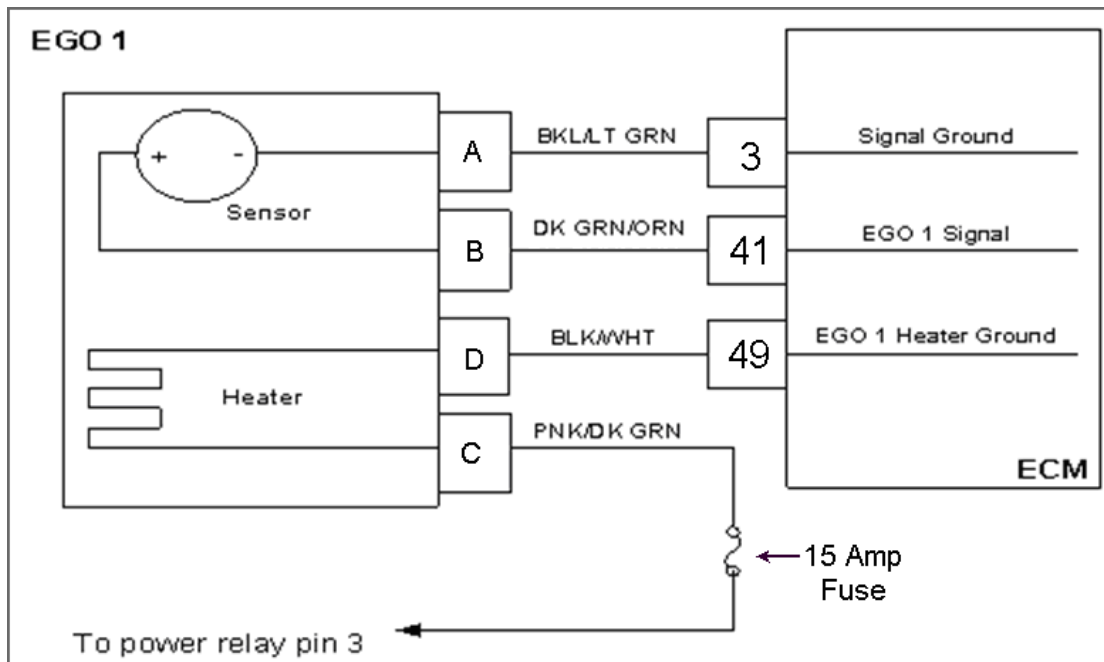 EGO 1
A
BKL/LT GRN
3
Signal Ground
+ -
Sensor
B
DK GRN/ORN
41
EGO 1 Signal
D
BLK/WHT
49
EGO 1 Heater Ground
Heater
C
PNK/DK GRN
ECM
15 Amp
Fuse
To power relay pin 3